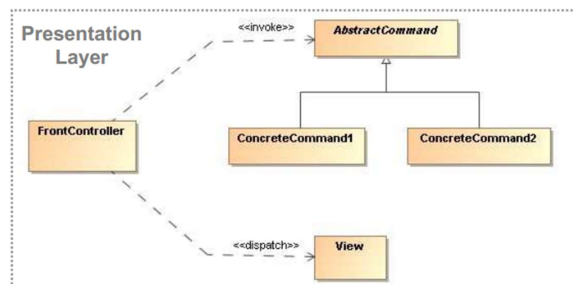 Presentation
Layer
<<invoke>>
AbstractCommand
FrontController
ConcreteCommand1
ConcreteCommand2
<<dispatch>>
View